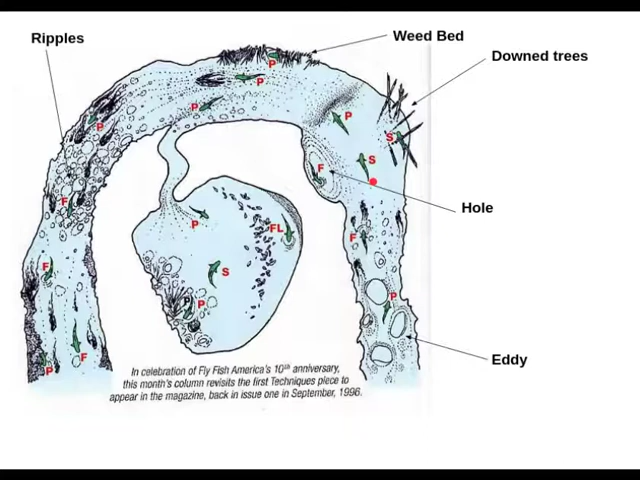 Ripples
Weed Bed
Downed trees
Hole
Eddy
P
P
P
P
P
S
S
F
F
F
F
F
P
P
P
P
P
S
FL
In celebration of Fly Fish America's 10th anniversary,
this month's column revisits the first Techniques piece to
appear in the magazine, back in issue one in September, 1996.